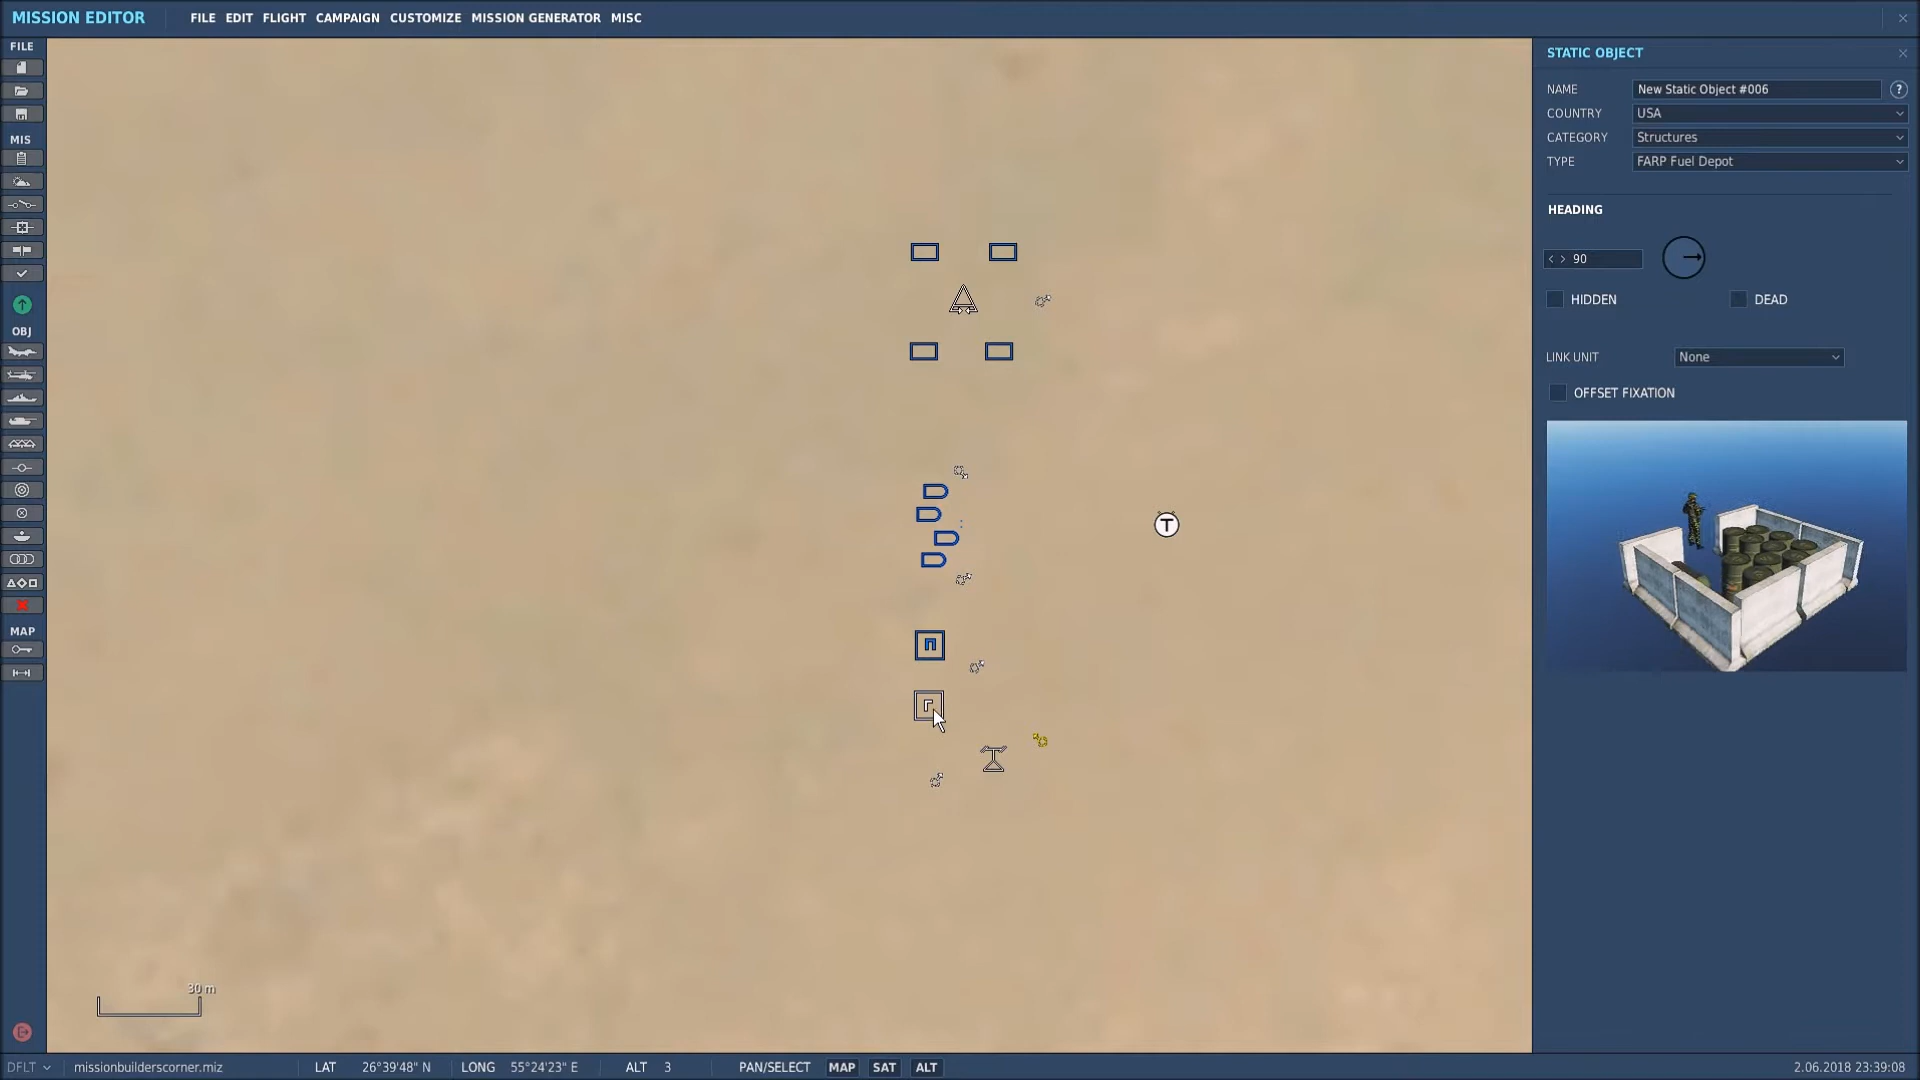 MISSION EDITOR
FILE EDIT FLIGHT CAMPAIGN CUSTOMIZE MISSION GENERATOR MISC
FILE
MIS
OBJ
MAP
T
П
Г
30 m
STATIC OBJECT
NAME New Static Object #006 ?
COUNTRY USA
CATEGORY Structures
TYPE FARP Fuel Depot
HEADING
90
HIDDEN DEAD
LINK UNIT None
OFFSET FIXATION
DFLT missionbuilderscorner.miz LAT 26°39'48" N LONG 55°24'23" E ALT 3 PAN/SELECT MAP SAT ALT 2.06.2018 23:39:08